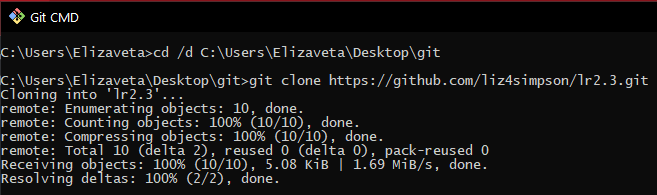 Git CMD
C:\Users\Elizaveta>cd /d C:\Users\Elizaveta\Desktop\git
C:\Users\Elizaveta\Desktop\git>git clone https://github.com/liz4simpson/lr2.3.git
Cloning into 'lr2.3'...
remote: Enumerating objects: 10, done.
remote: Counting objects: 100% (10/10), done.
remote: Compressing objects: 100% (10/10), done.
remote: Total 10 (delta 2), reused 0 (delta 0), pack-reused 0
Receiving objects: 100% (10/10), 5.08 KiB | 1.69 MiB/s, done.
Resolving deltas: 100% (2/2), done.